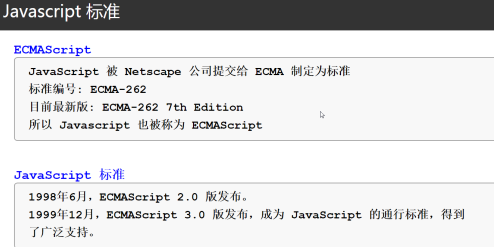 Javascript 标准
ECMAScript
JavaScript 被 Netscape 公司提交给 ECMA 制定为标准
标准编号: ECMA-262
目前最新版: ECMA-262 7th Edition
所以 Javascript 也被称为 ECMAScript
JavaScript 标准
1998年6月，ECMAScript 2.0 版发布。
1999年12月，ECMAScript 3.0 版发布，成为 JavaScript 的通行标准，得到
了广泛支持。